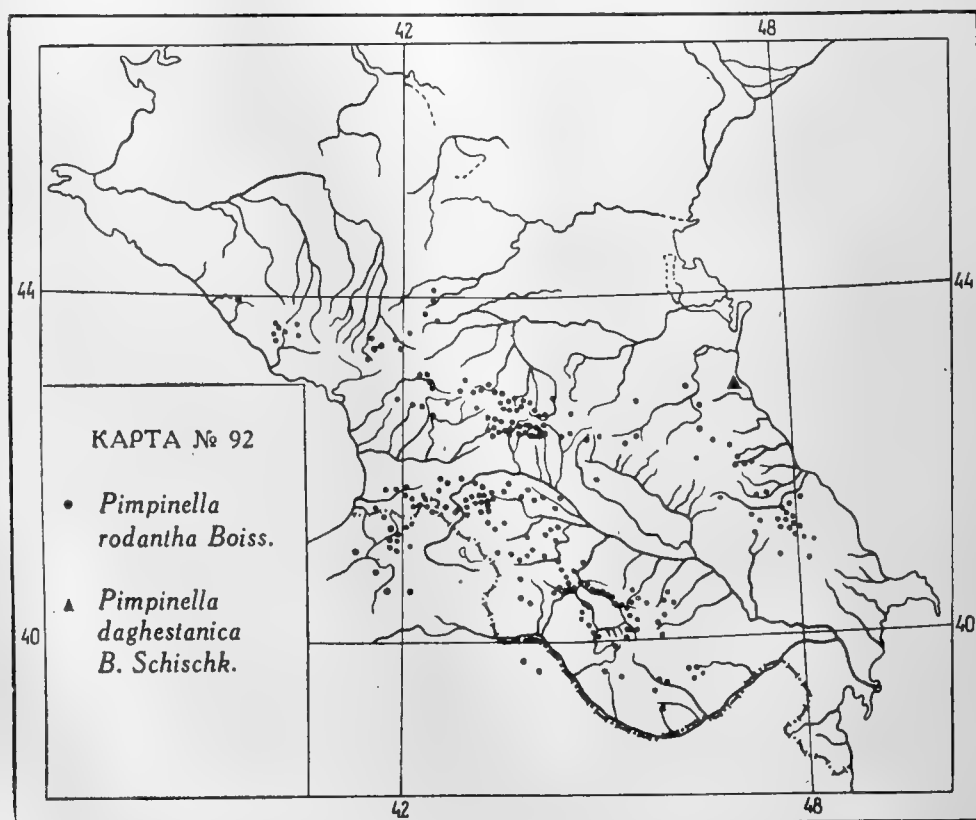 42 48
44 44
КАРТА № 92
● Pimpinella
rodantha Boiss.
▲ Pimpinella
daghestanica
B. Schischk.
40 40
42 48